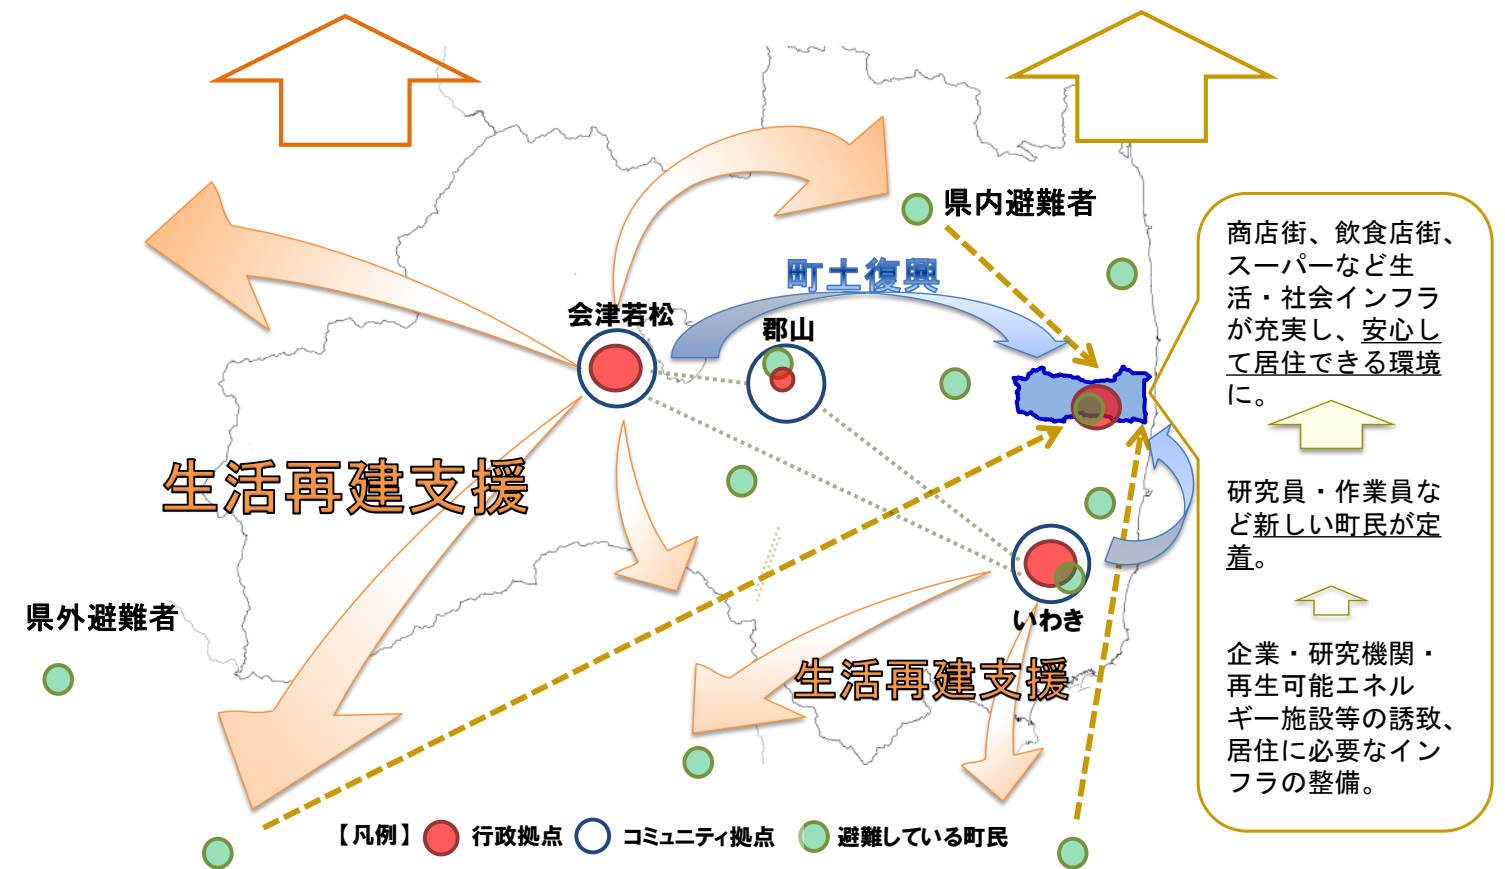 県内避難者
町土復興
会津若松
郡山
生活再建支援
県外避難者
いわき
生活再建支援
商店街、飲食店街、
スーパーなど生
活・社会インフラ
が充実し、安心し
て居住できる環境
に。
研究員・作業員な
ど新しい町民が定
着。
企業・研究機関・
再生可能エネル
ギー施設等の誘致、
居住に必要なイン
フラの整備。
【凡例】 行政拠点 コミュニティ拠点 避難している町民